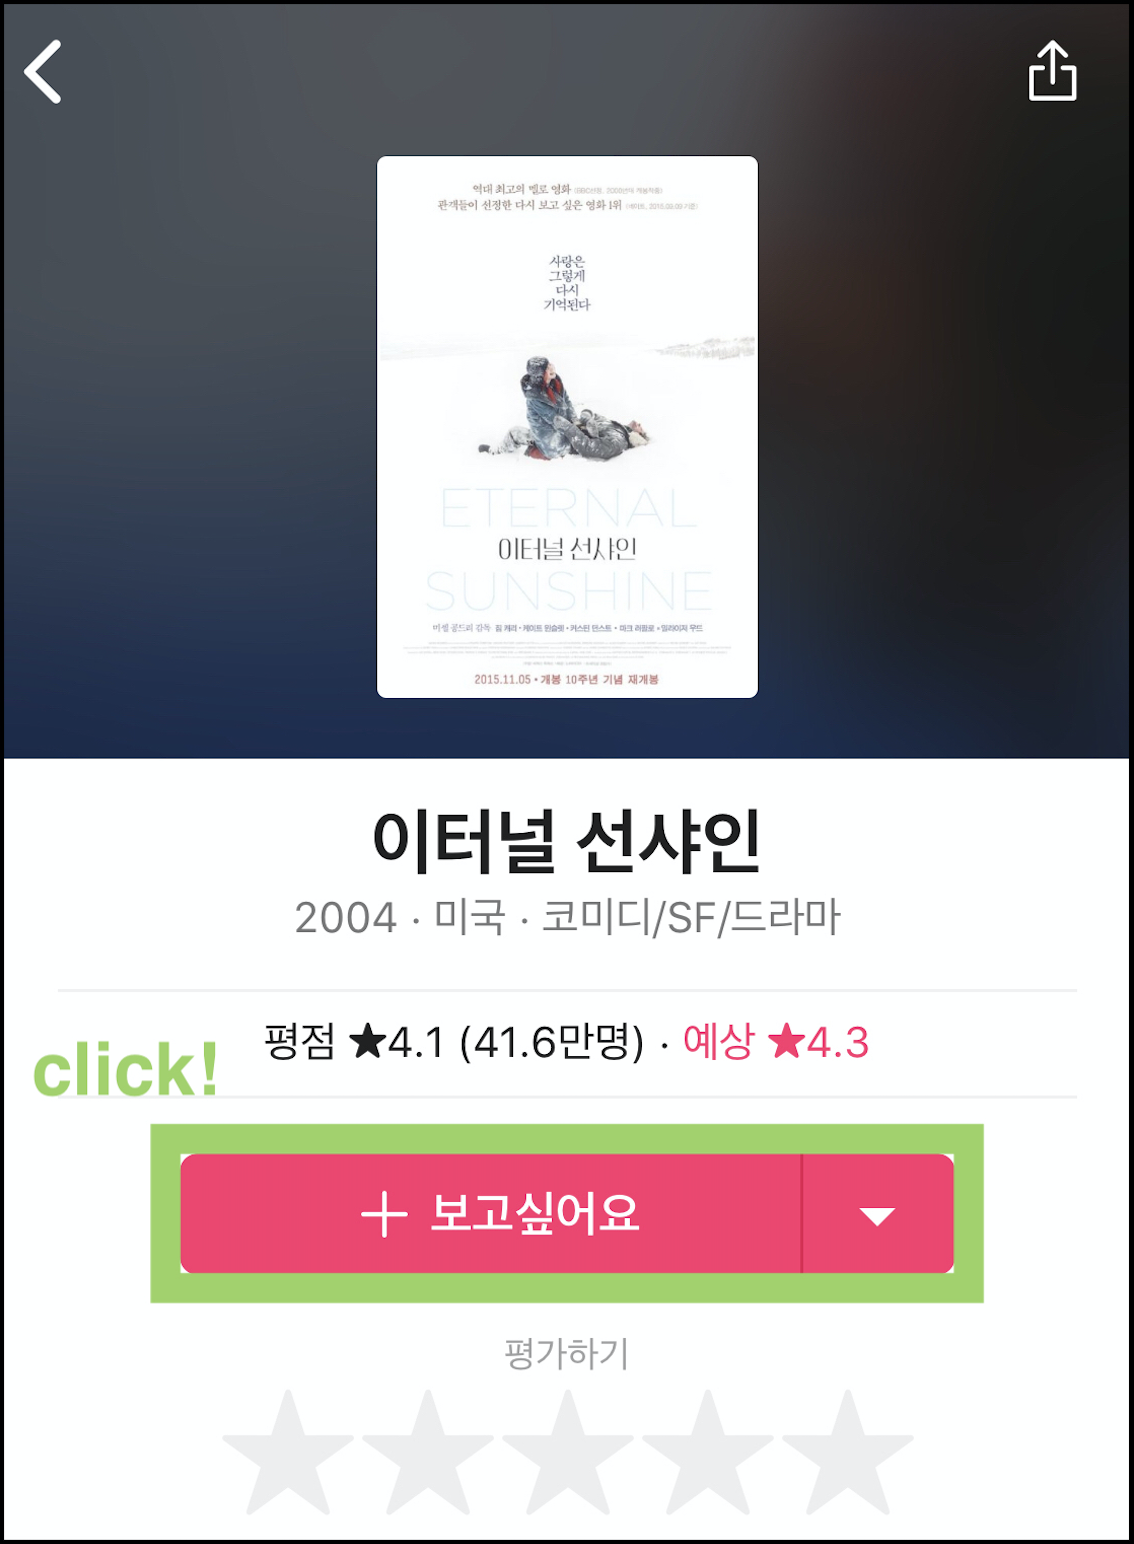 역대 최고의 멜로 영화
관객들이 선정한 다시 보고 싶은 영화 1위
사랑은
그렇게
다시
기억된다
ETERNAL
이터널 선샤인
SUNSHINE
미셸 공드리 감독 짐 캐리 • 케이트 윈슬렛 • 커스틴 던스트 • 마크 러팔로 • 일라이저 우드
2015.11.05 • 개봉 10주년 기념 재개봉
이터널 선샤인
2004 · 미국 · 코미디/SF/드라마
평점 ★4.1 (41.6만명) · 예상 ★4.3
click!
+ 보고싶어요
평가하기